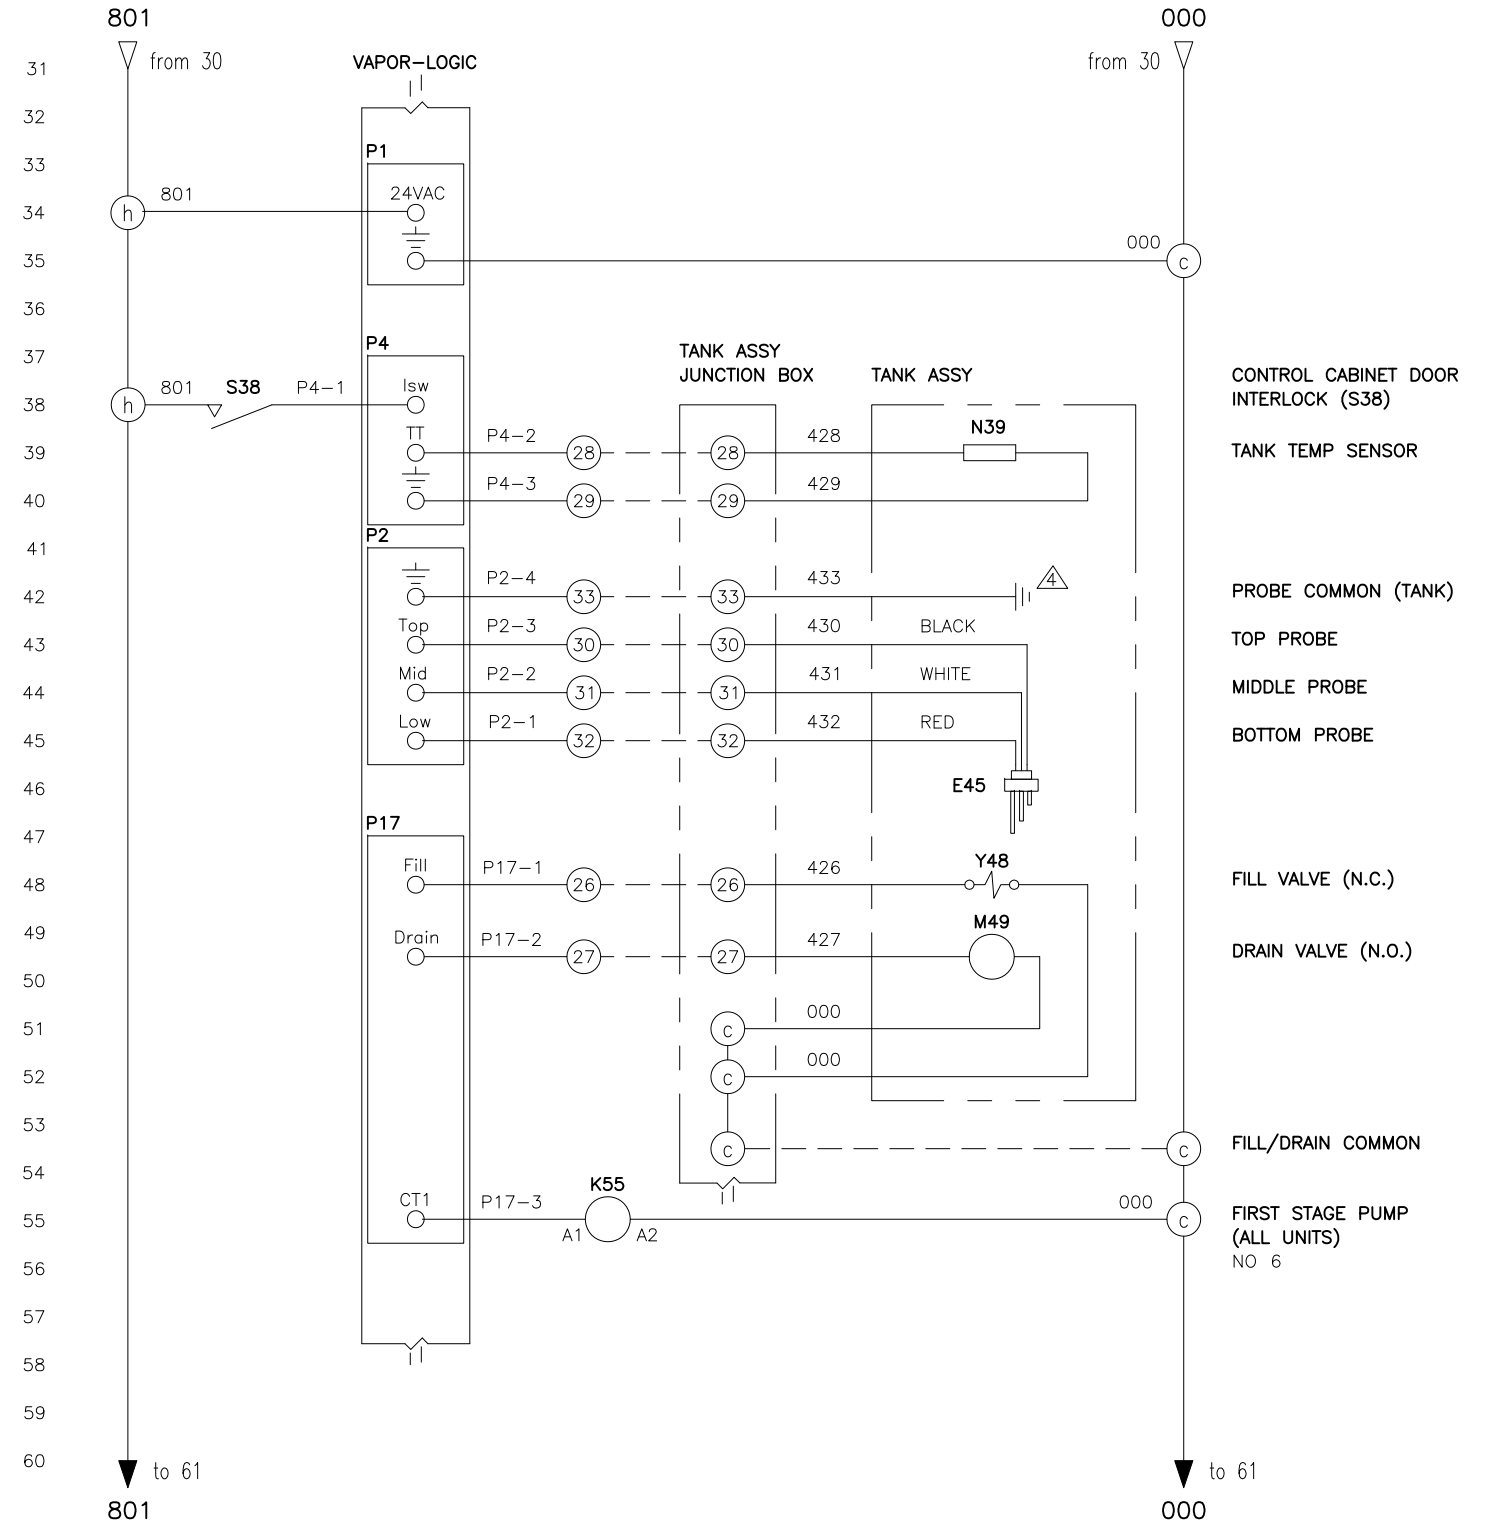 801
000
from 30
from 30
31
VAPOR-LOGIC
32
33
P1
24VAC
801
34
h
000
35
c
36
37
P4
TANK ASSY
JUNCTION BOX
TANK ASSY
CONTROL CABINET DOOR
INTERLOCK (S38)
801
S38
P4-1
Isw
38
h
TT
P4-2
428
N39
39
28
28
TANK TEMP SENSOR
P4-3
429
40
29
29
P2
41
P2-4
433
4
42
33
33
PROBE COMMON (TANK)
Top
P2-3
430
BLACK
43
30
30
TOP PROBE
Mid
P2-2
431
WHITE
44
31
31
MIDDLE PROBE
Low
P2-1
432
RED
45
32
32
BOTTOM PROBE
46
E45
47
P17
Fill
P17-1
426
Y48
48
26
26
FILL VALVE (N.C.)
49
M49
Drain
P17-2
427
27
27
DRAIN VALVE (N.O.)
50
000
51
c
000
52
c
53
c
c
FILL/DRAIN COMMON
54
CT1
P17-3
K55
000
55
A1
A2
c
FIRST STAGE PUMP
(ALL UNITS)
NO 6
56
57
58
59
60
to 61
to 61
801
000